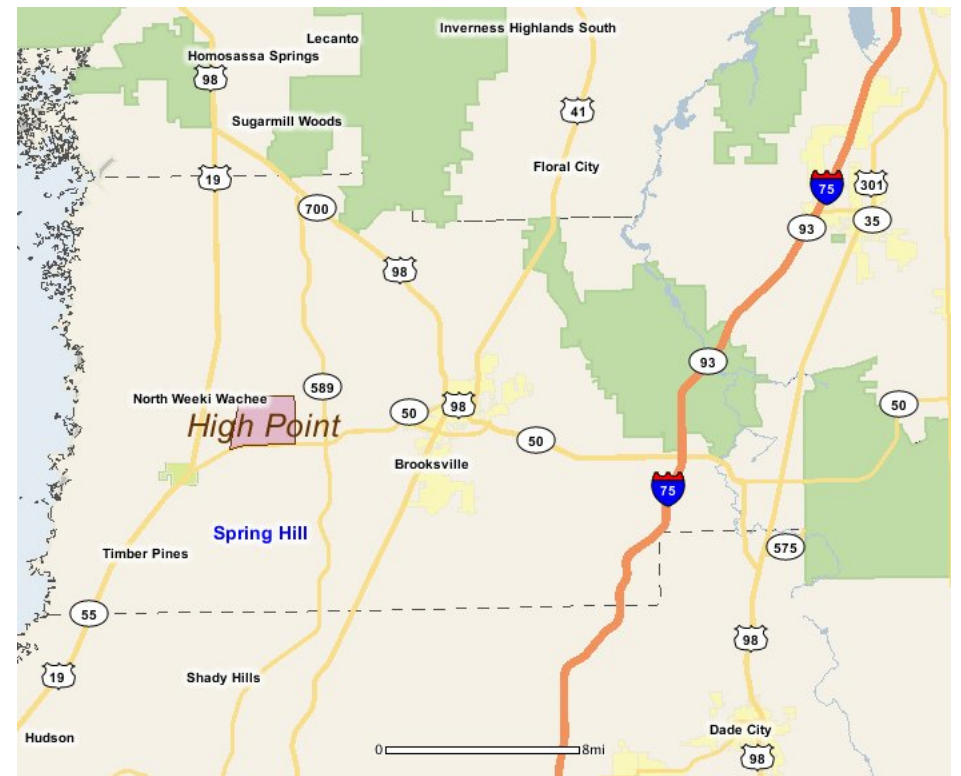 Lecanto
Inverness Highlands South
Homosassa Springs
98
41
Sugarmill Woods
Floral City
19
75
301
700
93
35
98
93
589
North Weeki Wachee
50
98
50
High Point
50
Brooksville
75
Spring Hill
575
Timber Pines
55
98
19
Shady Hills
Dade City
Hudson
0
8mi
98